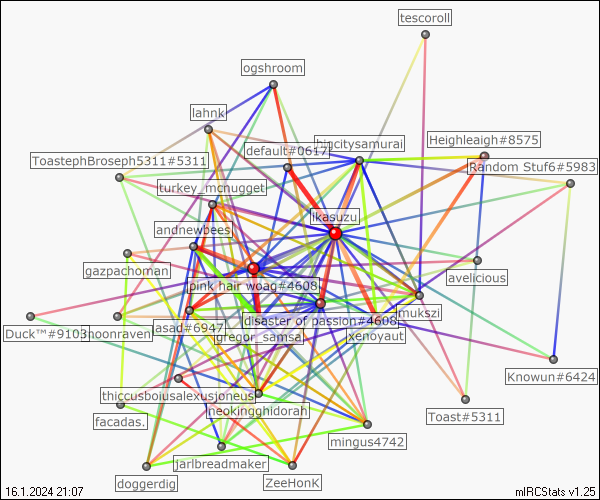 tescoroll
ogshroom
lahnk
bigcitysamurai
Heighleaigh#8575
default#0617
ToastephBroseph5311#5311
Random Stuf6#5983
turkey_mcnugget
ikasuzu
andnewbees
gazpachoman
avelicious
pink hair woag#4608
mukszi
disaster of passion#4608
Duck™#9103
hoonraven
asad#6947
gregor_samsa
xenoyaut
Knowun#6424
thiccusboiusalexusjoneus
neokingghidorah
Toast#5311
facadas.
mingus4742
jarlbreadmaker
doggerdig
ZeeHonK
16.1.2024 21:07
mIRCStats v1.25